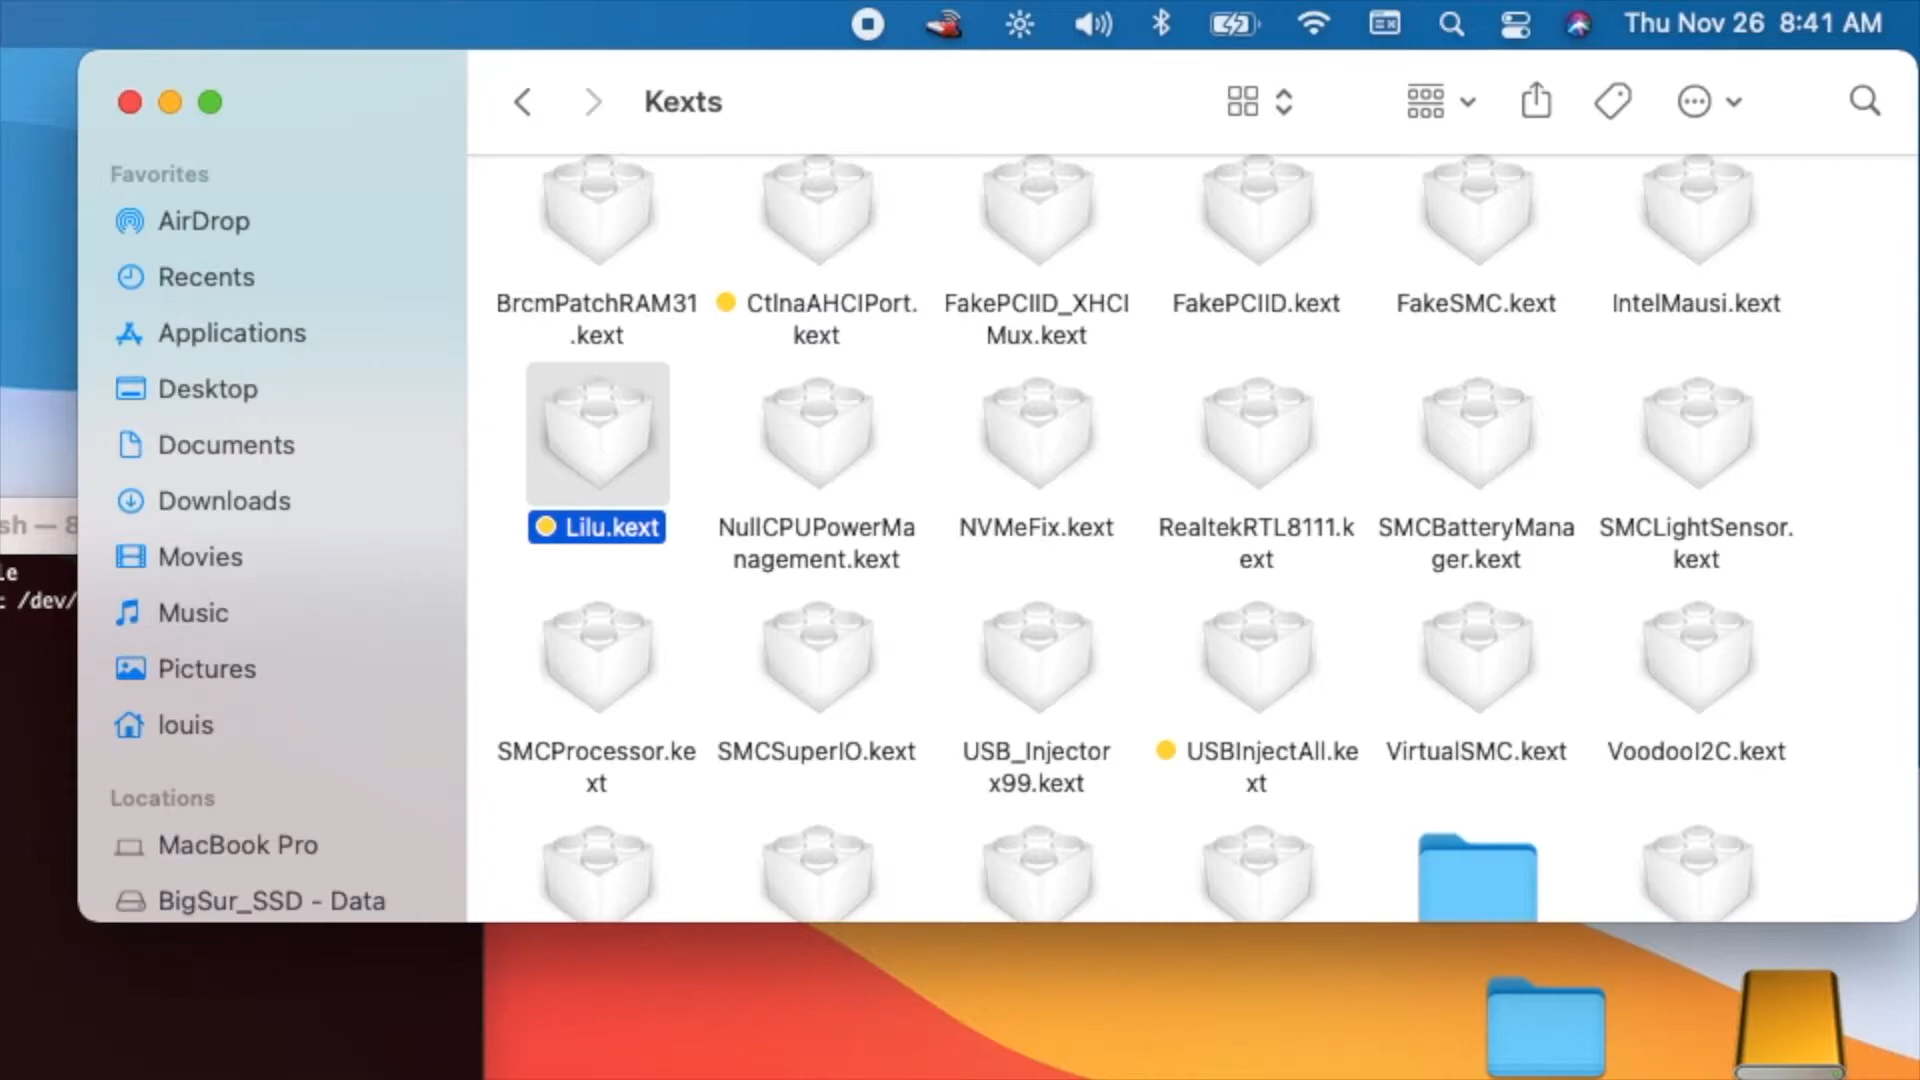 Thu Nov 26 8:41 AM
Kexts
Favorites
AirDrop
Recents
Applications
Desktop
Documents
Downloads
Movies
Music
Pictures
louis
Locations
MacBook Pro
BigSur_SSD - Data
BrcmPatchRAM31
.kext
CtlnaAHCIPort.
kext
FakePCIID_XHCI
Mux.kext
FakePCIID.kext
FakeSMC.kext
IntelMausi.kext
Lilu.kext
NullCPUPowerMa
nagement.kext
NVMeFix.kext
RealtekRTL8111.k
ext
SMCBatteryMana
ger.kext
SMCLightSensor.
kext
SMCProcessor.ke
xt
SMCSuperIO.kext
USB_Injector
x99.kext
USBInjectAll.ke
xt
VirtualSMC.kext
VoodooI2C.kext
sh — 8
le
: /dev/